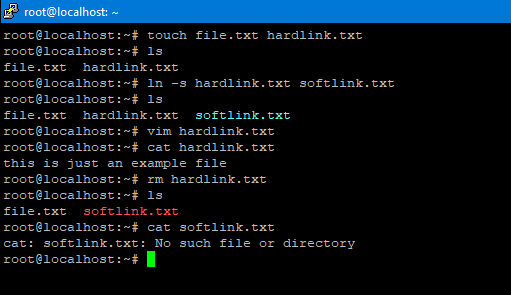 root@localhost: ~
root@localhost:~# touch file.txt hardlink.txt
root@localhost:~# ls
file.txt  hardlink.txt
root@localhost:~# ln -s hardlink.txt softlink.txt
root@localhost:~# ls
file.txt  hardlink.txt  softlink.txt
root@localhost:~# vim hardlink.txt
root@localhost:~# cat hardlink.txt
this is just an example file
root@localhost:~# rm hardlink.txt
root@localhost:~# ls
file.txt  softlink.txt
root@localhost:~# cat softlink.txt
cat: softlink.txt: No such file or directory
root@localhost:~#